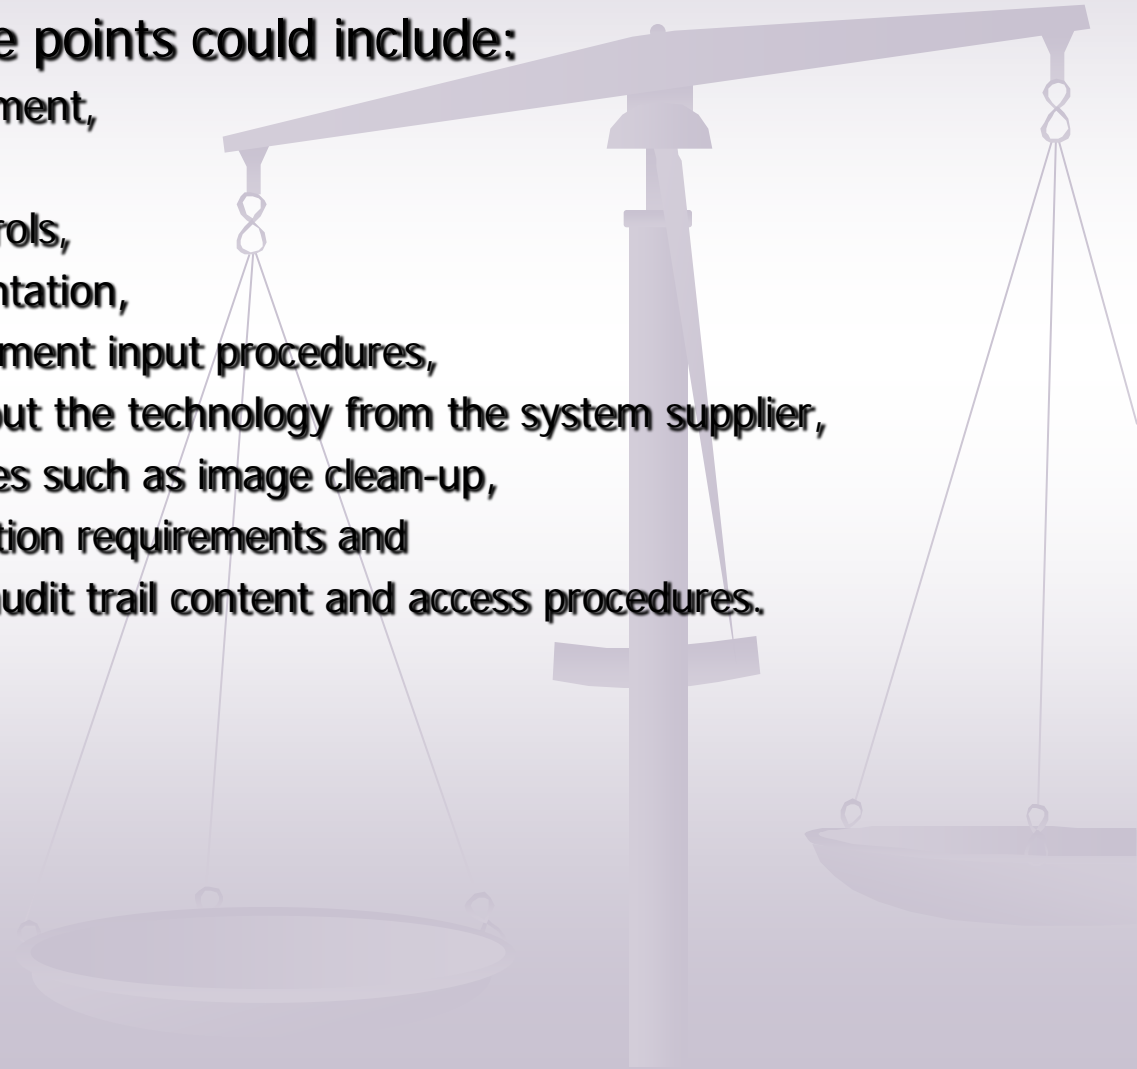 e points could include:
ment,
rols,
ntation,
ment input procedures,
out the technology from the system supplier,
es such as image clean-up,
tion requirements and
audit trail content and access procedures.